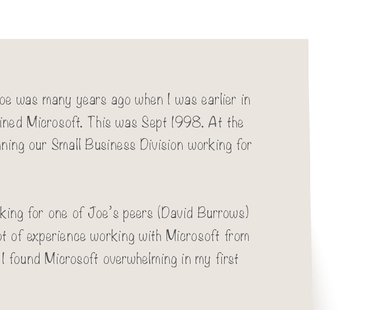 oe was many years ago when I was earlier in
ined Microsoft. This was Sept 1998. At the
nning our Small Business Division working for
king for one of Joe's peers (David Burrows)
ot of experience working with Microsoft from
I found Microsoft overwhelming in my first